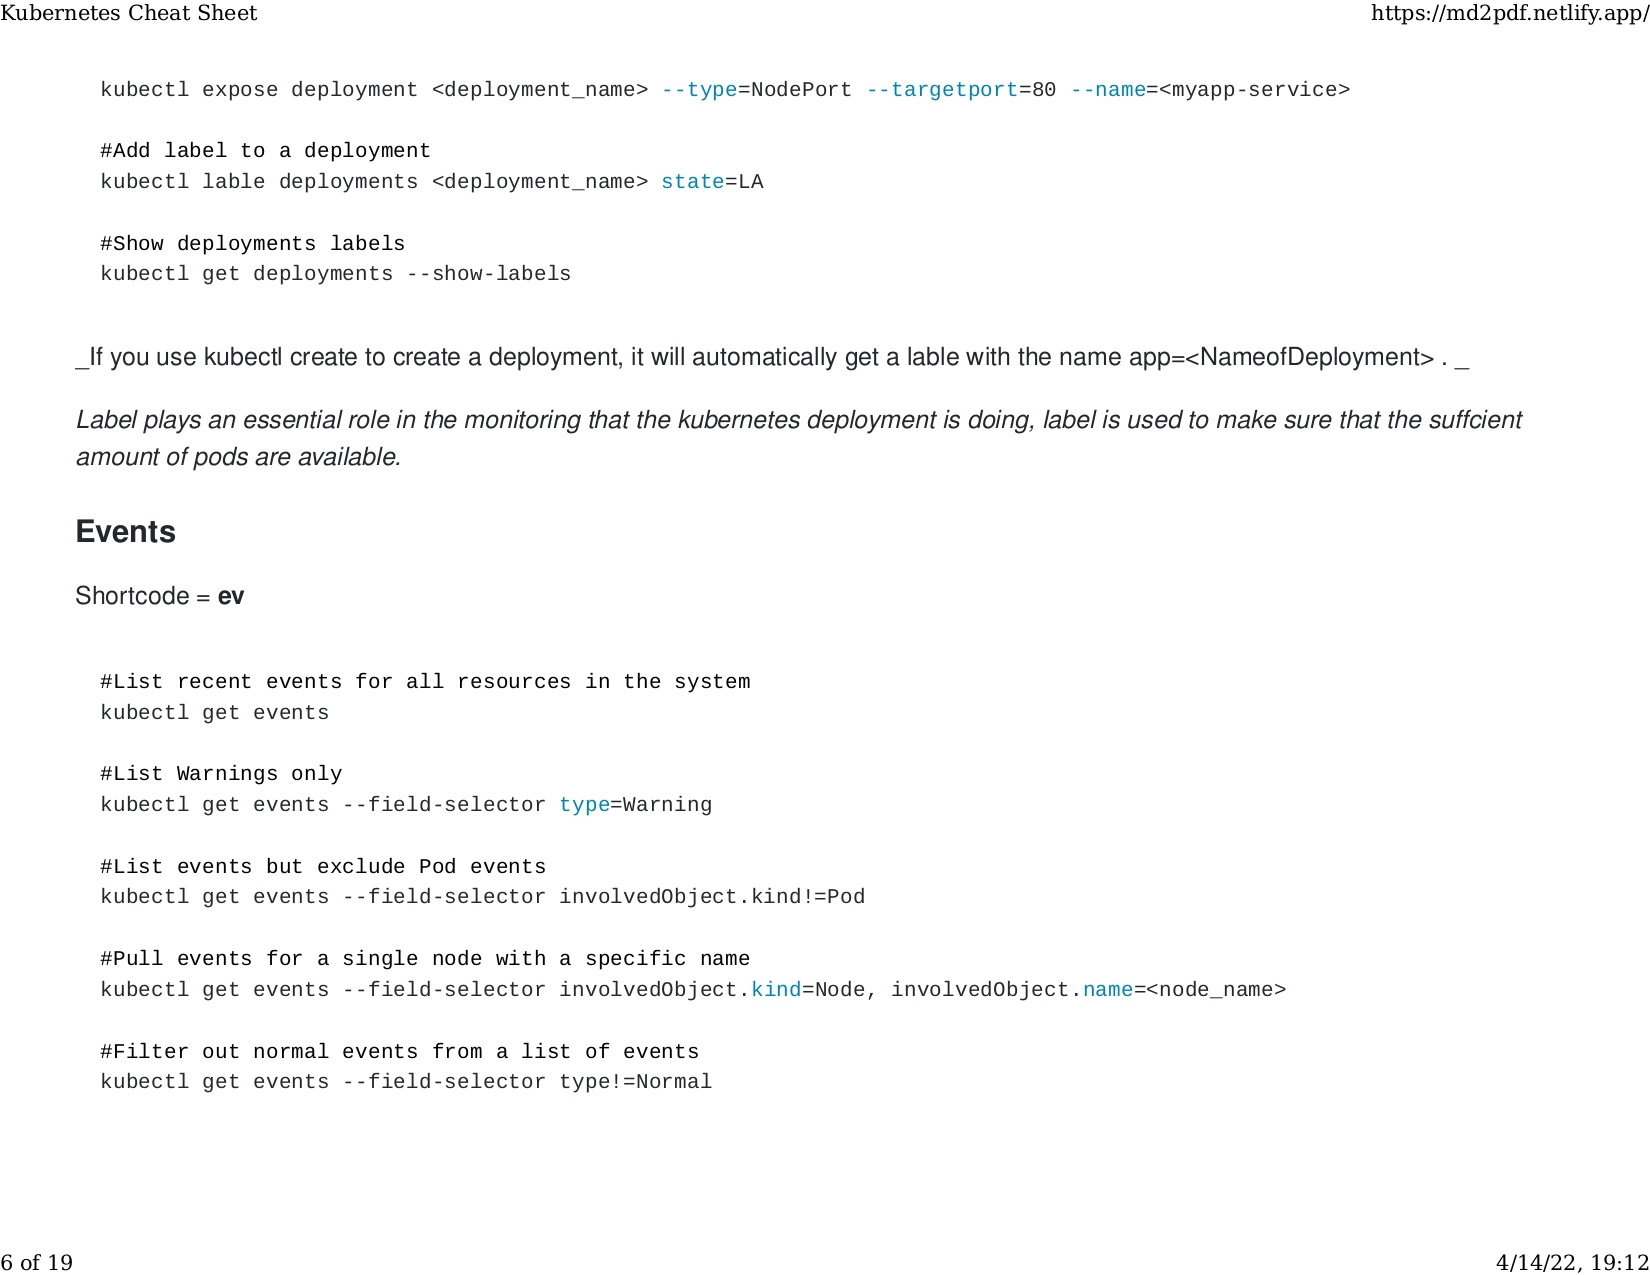 Kubernetes Cheat Sheet https://md2pdf.netlify.app/
kubectl expose deployment <deployment_name> --type=NodePort --targetport=80 --name=<myapp-service>
#Add label to a deployment
kubectl lable deployments <deployment_name> state=LA
#Show deployments labels
kubectl get deployments --show-labels
_If you use kubectl create to create a deployment, it will automatically get a lable with the name app=<NameofDeployment> . _
Label plays an essential role in the monitoring that the kubernetes deployment is doing, label is used to make sure that the suffcient
amount of pods are available.
Events
Shortcode = ev
#List recent events for all resources in the system
kubectl get events
#List Warnings only
kubectl get events --field-selector type=Warning
#List events but exclude Pod events
kubectl get events --field-selector involvedObject.kind!=Pod
#Pull events for a single node with a specific name
kubectl get events --field-selector involvedObject.kind=Node, involvedObject.name=<node_name>
#Filter out normal events from a list of events
kubectl get events --field-selector type!=Normal
6 of 19 4/14/22, 19:12